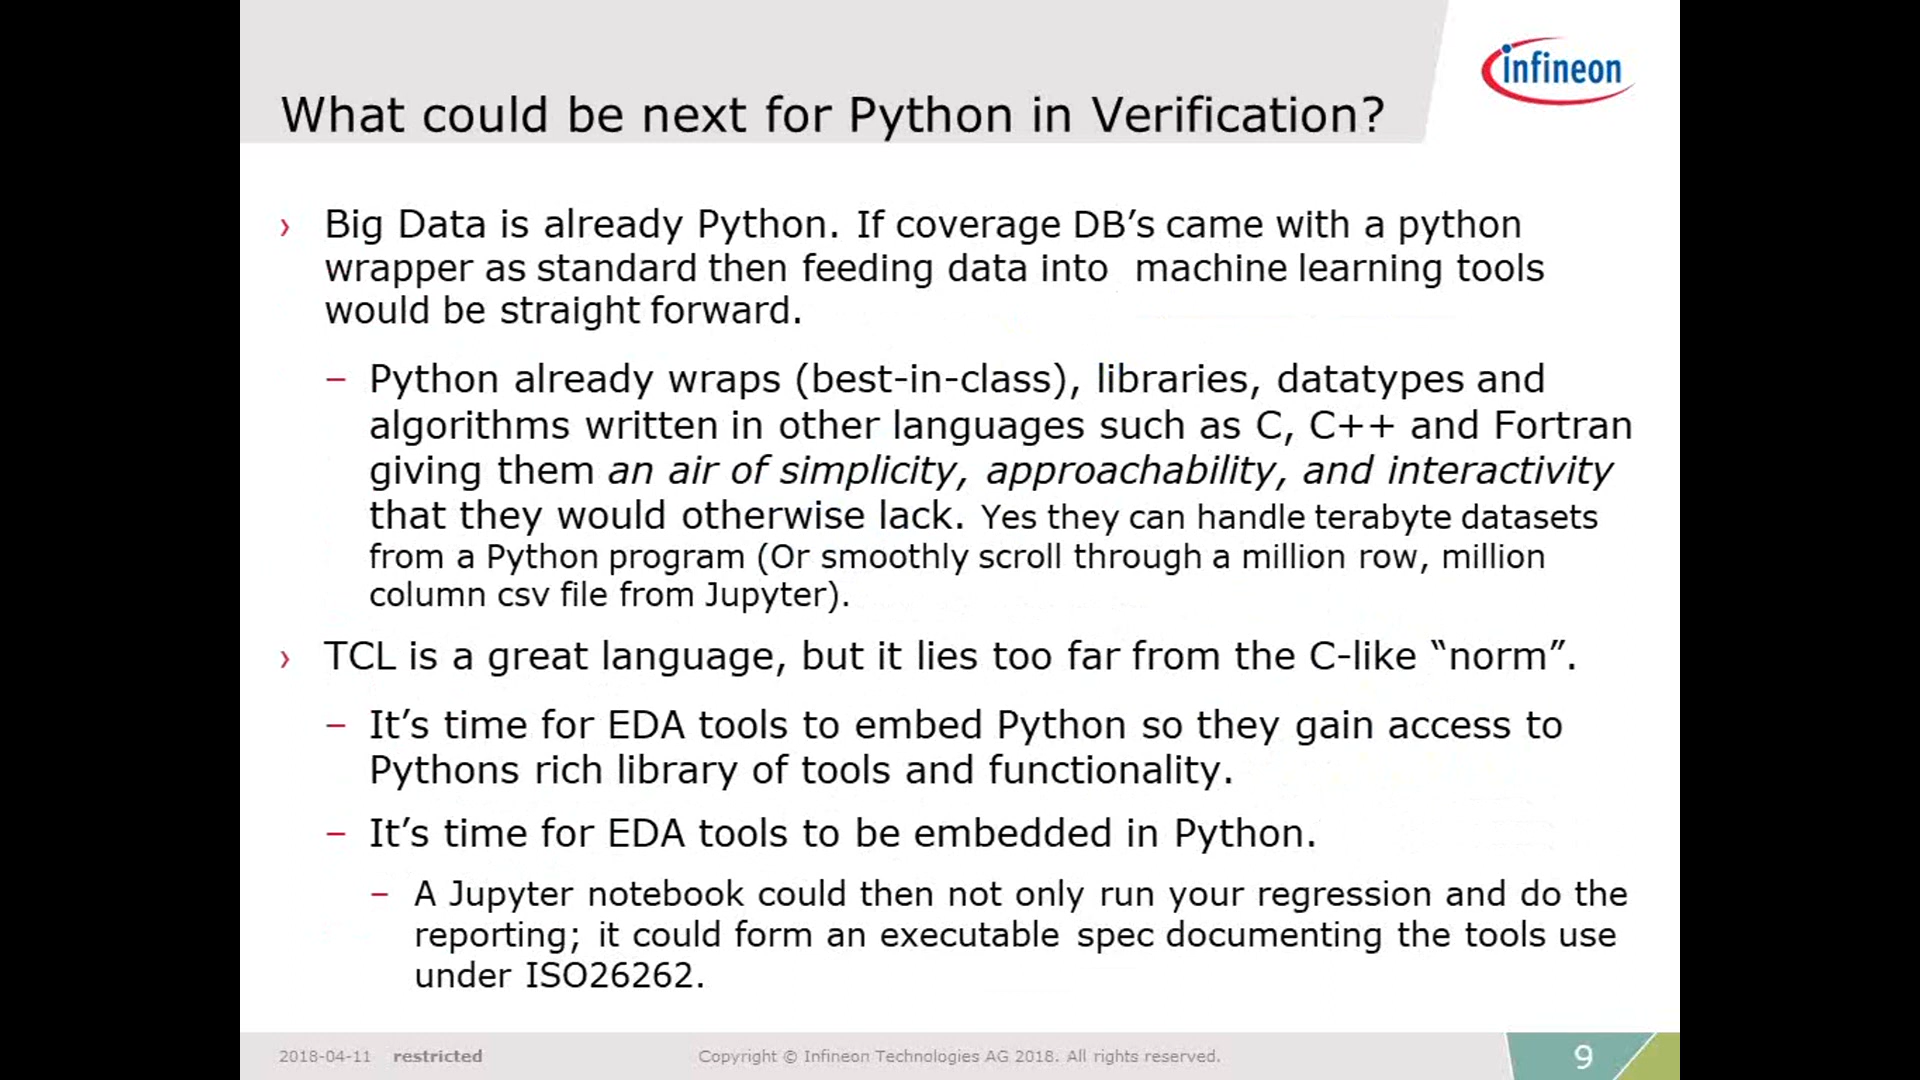 infineon
What could be next for Python in Verification?
› Big Data is already Python. If coverage DB’s came with a python
wrapper as standard then feeding data into machine learning tools
would be straight forward.
– Python already wraps (best-in-class), libraries, datatypes and
algorithms written in other languages such as C, C++ and Fortran
giving them an air of simplicity, approachability, and interactivity
that they would otherwise lack. Yes they can handle terabyte datasets
from a Python program (Or smoothly scroll through a million row, million
column csv file from Jupyter).
› TCL is a great language, but it lies too far from the C-like “norm”.
– It’s time for EDA tools to embed Python so they gain access to
Pythons rich library of tools and functionality.
– It’s time for EDA tools to be embedded in Python.
– A Jupyter notebook could then not only run your regression and do the
reporting; it could form an executable spec documenting the tools use
under ISO26262.
2018-04-11 restricted Copyright © Infineon Technologies AG 2018. All rights reserved. 9